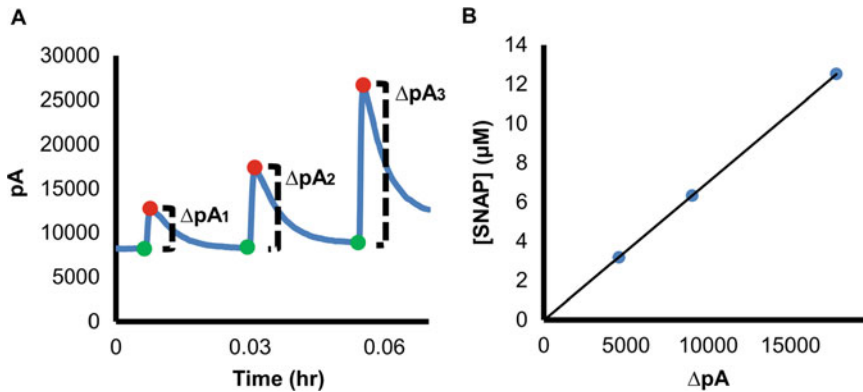 A
30000
25000
20000
15000
10000
5000
0
pA
ΔpA1
ΔpA2
ΔpA3
0 0.03 0.06
Time (hr)
B
14
12
10
8
6
4
2
0
[SNAP] (μM)
0 5000 10000 15000
ΔpA